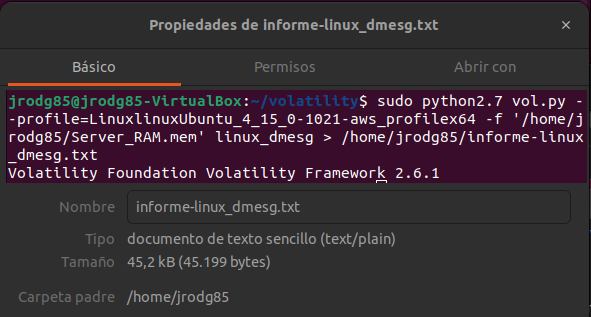 Propiedades de informe-linux_dmesg.txt
Básico Permisos Abrir con
jrodg85@jrodg85-VirtualBox:~/volatility$ sudo python2.7 vol.py -
-profile=LinuxlinuxUbuntu_4_15_0-1021-aws_profilex64 -f '/home/j
rodg85/Server_RAM.mem' linux_dmesg > /home/jrodg85/informe-linux
_dmesg.txt
Volatility Foundation Volatility Framework 2.6.1
Nombre informe-linux_dmesg.txt
Tipo documento de texto sencillo (text/plain)
Tamaño 45,2 kB (45.199 bytes)
Carpeta padre /home/jrodg85